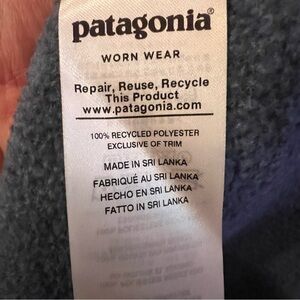 patagonia®
WORN WEAR
Repair, Reuse, Recycle
This Product
www.patagonia.com
100% RECYCLED POLYESTER
EXCLUSIVE OF TRIM
MADE IN SRI LANKA
FABRIQUÉ AU SRI LANKA
HECHO EN SRI LANKA
FATTO IN SRI LANKA